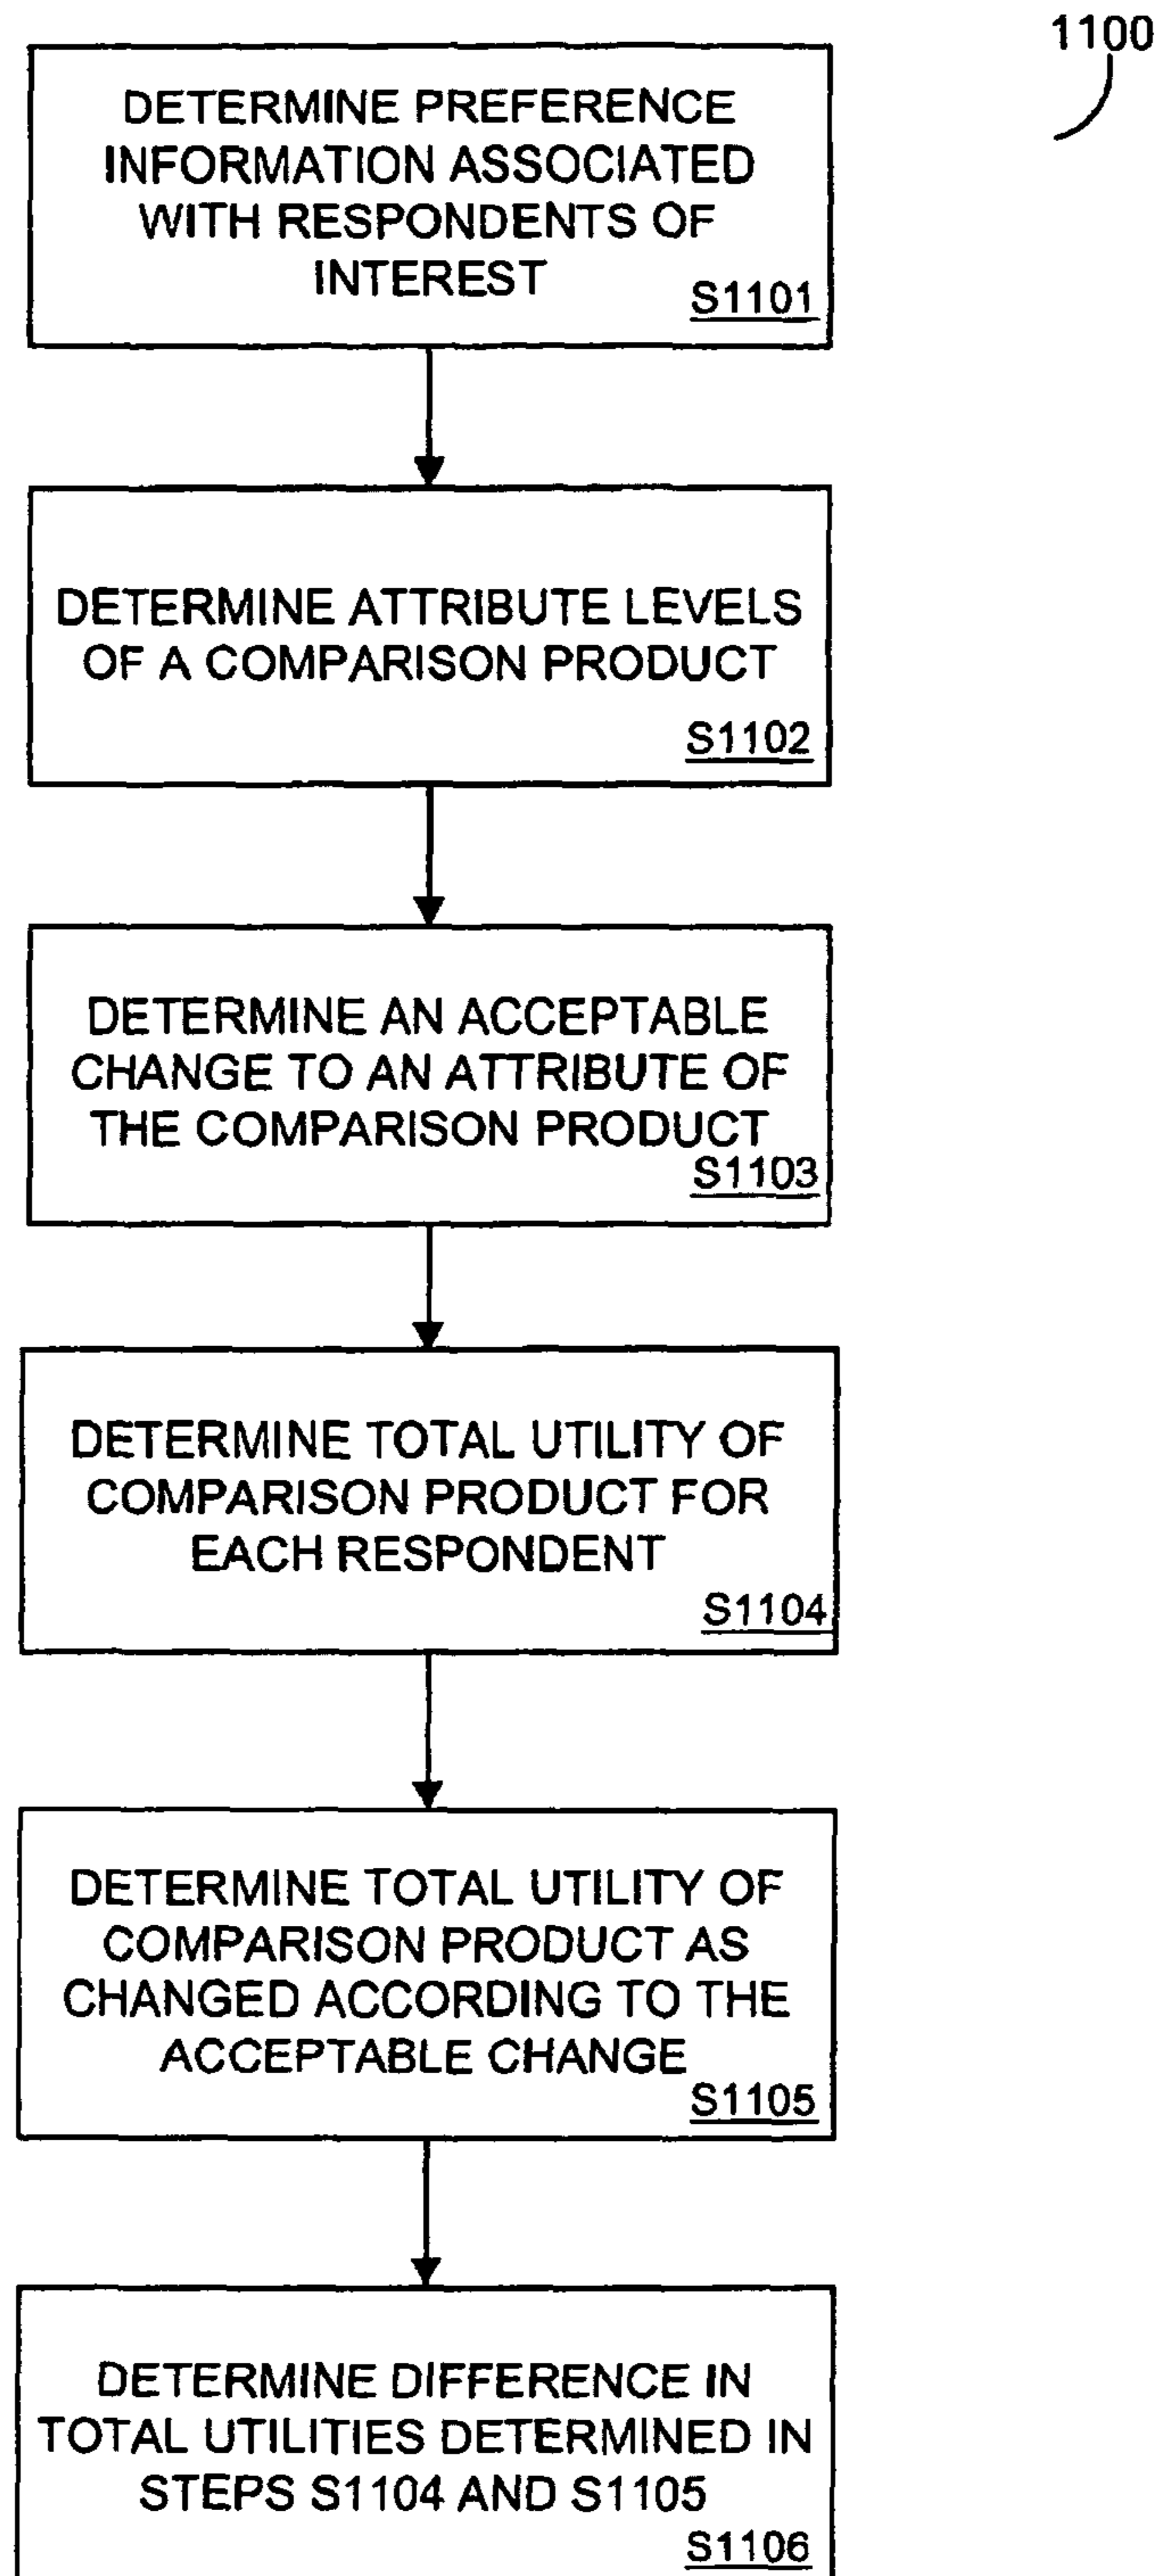 1100
DETERMINE PREFERENCE
INFORMATION ASSOCIATED
WITH RESPONDENTS OF
INTEREST
S1101
DETERMINE ATTRIBUTE LEVELS
OF A COMPARISON PRODUCT
S1102
DETERMINE AN ACCEPTABLE
CHANGE TO AN ATTRIBUTE OF
THE COMPARISON PRODUCT
S1103
DETERMINE TOTAL UTILITY OF
COMPARISON PRODUCT FOR
EACH RESPONDENT
S1104
DETERMINE TOTAL UTILITY OF
COMPARISON PRODUCT AS
CHANGED ACCORDING TO THE
ACCEPTABLE CHANGE
S1105
DETERMINE DIFFERENCE IN
TOTAL UTILITIES DETERMINED IN
STEPS S1104 AND S1105
S1106